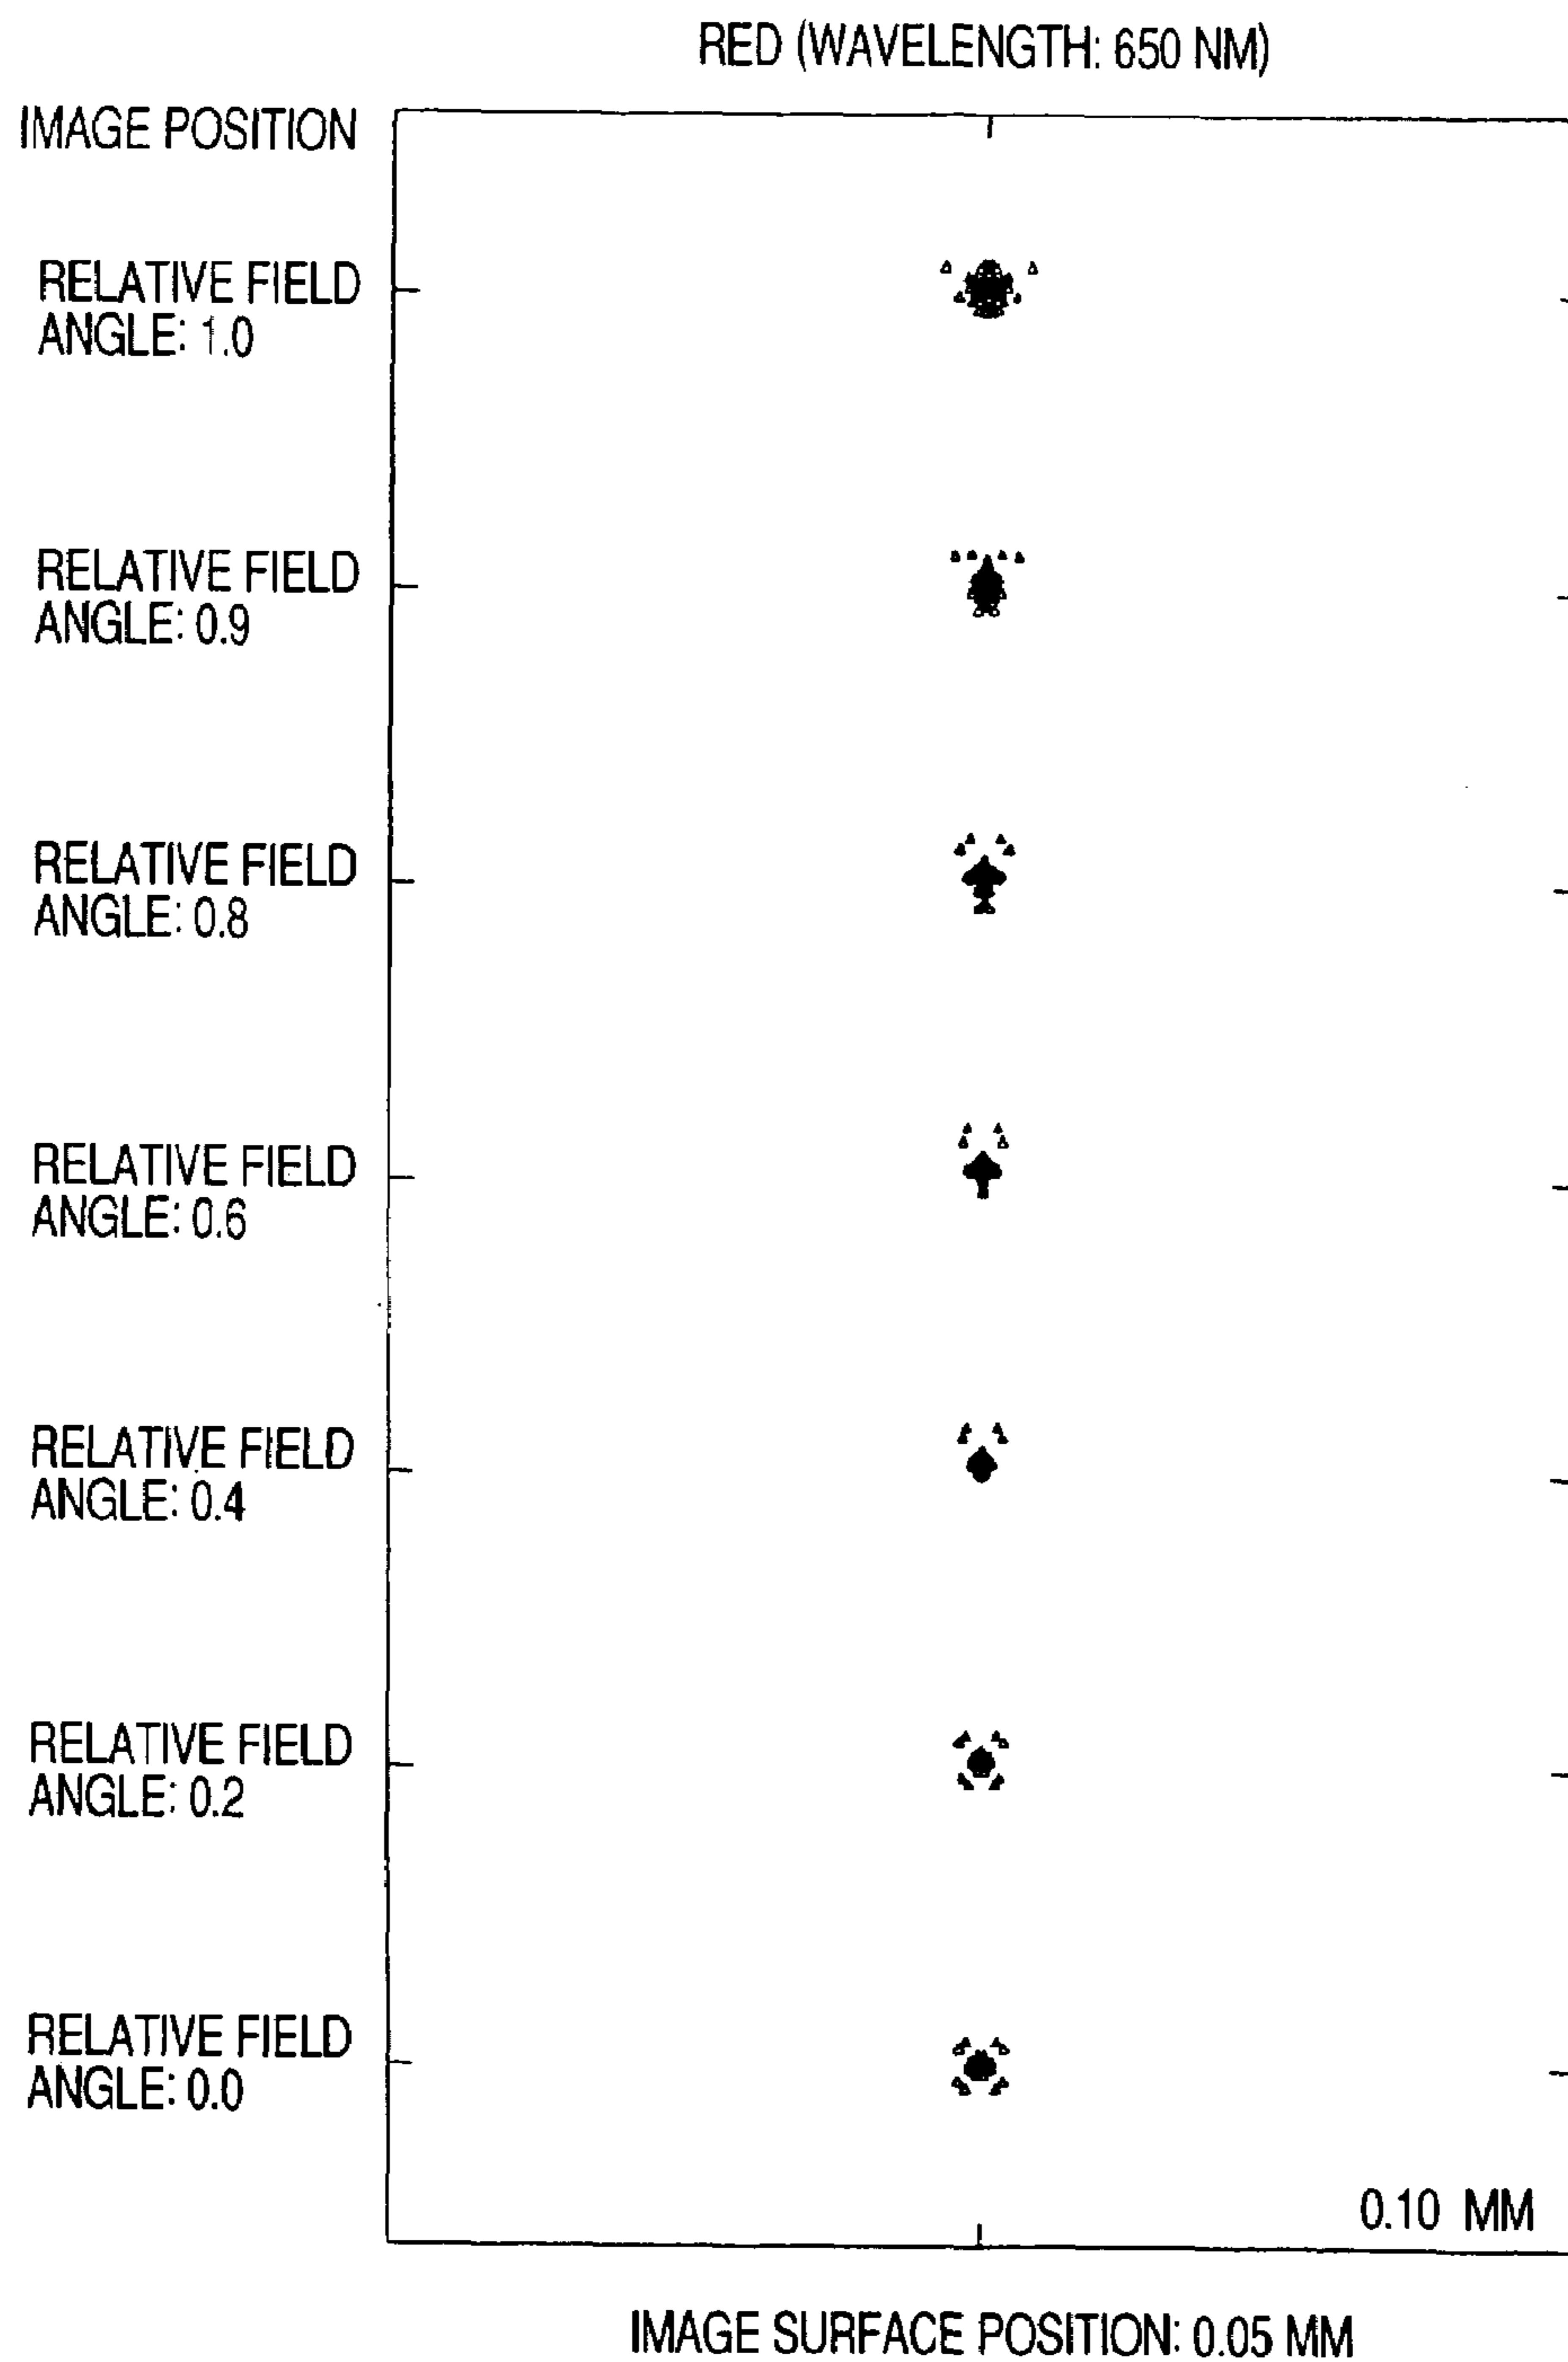 RED (WAVELENGTH: 650 NM)
IMAGE POSITION
RELATIVE FIELD
ANGLE: 1.0
RELATIVE FIELD
ANGLE: 0.9
RELATIVE FIELD
ANGLE: 0.8
RELATIVE FIELD
ANGLE: 0.6
RELATIVE FIELD
ANGLE: 0.4
RELATIVE FIELD
ANGLE: 0.2
RELATIVE FIELD
ANGLE: 0.0
0.10 MM
IMAGE SURFACE POSITION: 0.05 MM